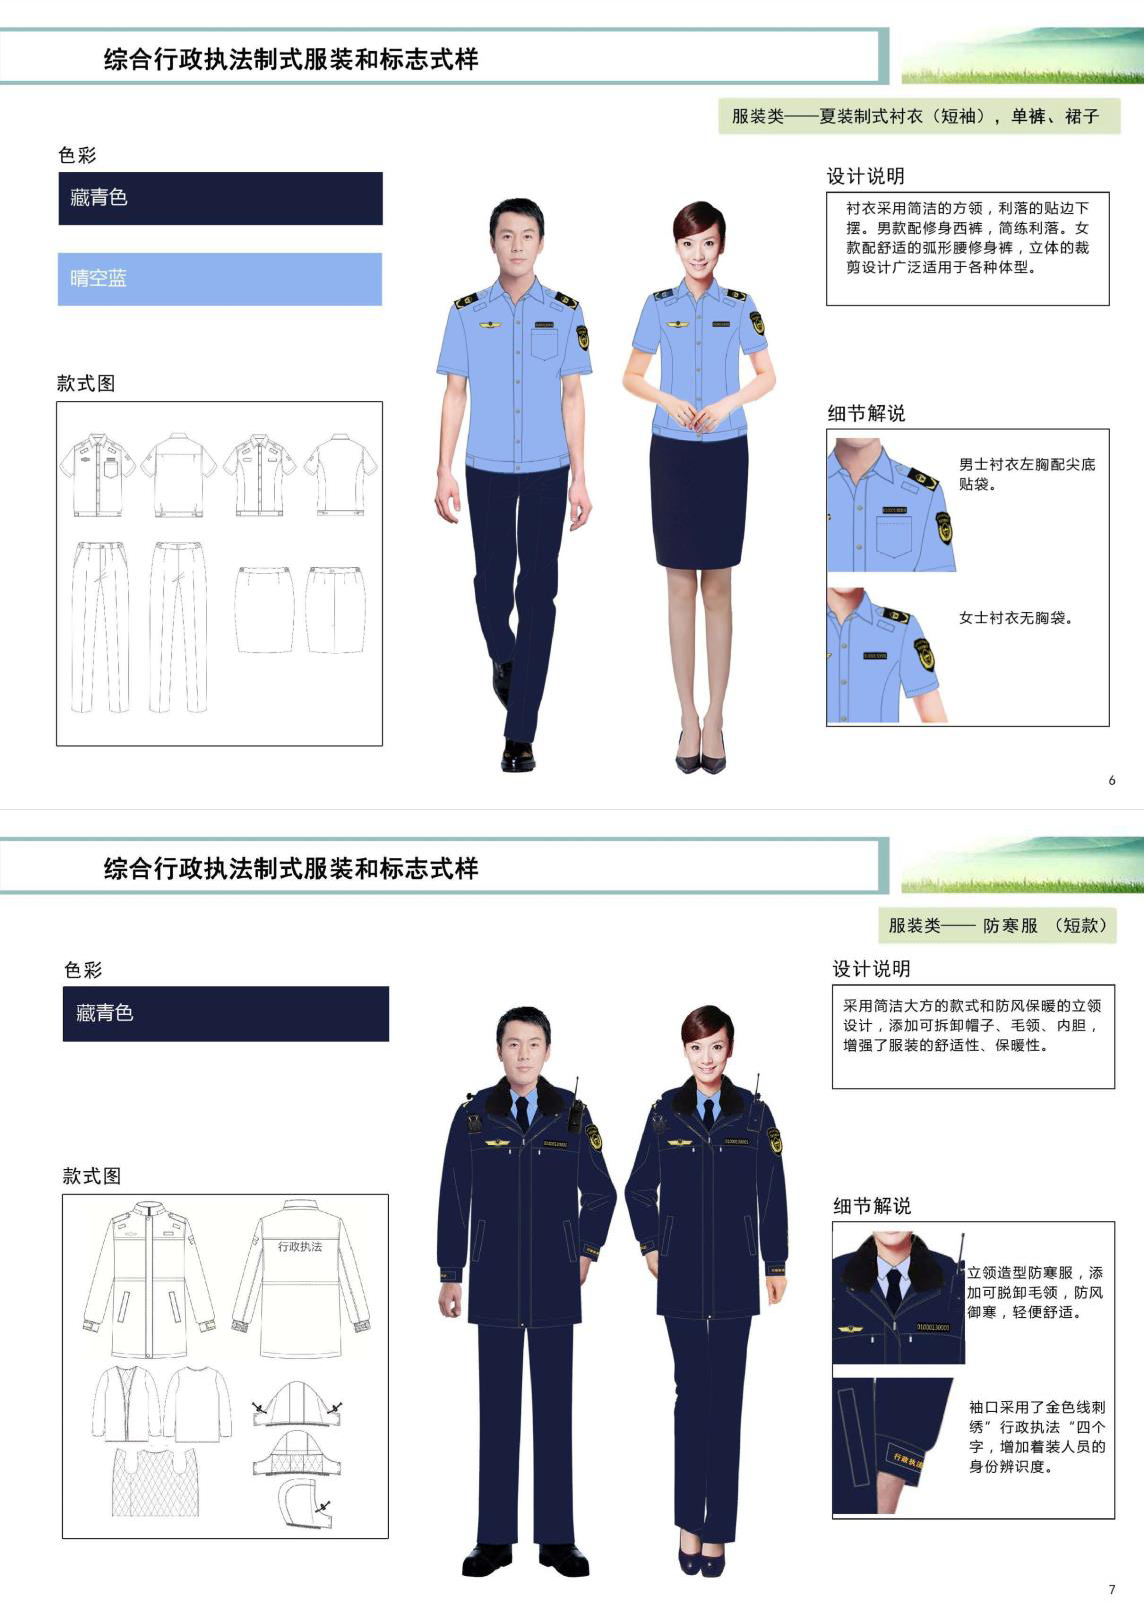 综合行政执法制式服装和标志式样
服装类——夏装制式衬衣（短袖），单裤、裙子
色彩
藏青色
晴空蓝
款式图
设计说明
衬衣采用简洁的方领，利落的贴边下
摆。男款配修身西裤，简练利落。女
款配舒适的弧形腰修身裤，立体的裁
剪设计广泛适用于各种体型。
细节解说
男士衬衣左胸配尖底
贴袋。
女士衬衣无胸袋。
6
综合行政执法制式服装和标志式样
服装类—— 防寒服 （短款）
色彩
藏青色
款式图
行政执法
设计说明
采用简洁大方的款式和防风保暖的立领
设计，添加可拆卸帽子、毛领、内胆，
增强了服装的舒适性、保暖性。
细节解说
立领造型防寒服，添
加可脱卸毛领，防风
御寒，轻便舒适。
袖口采用了金色线刺
绣”行政执法“四个
字，增加着装人员的
身份辨识度。
行政执法
7